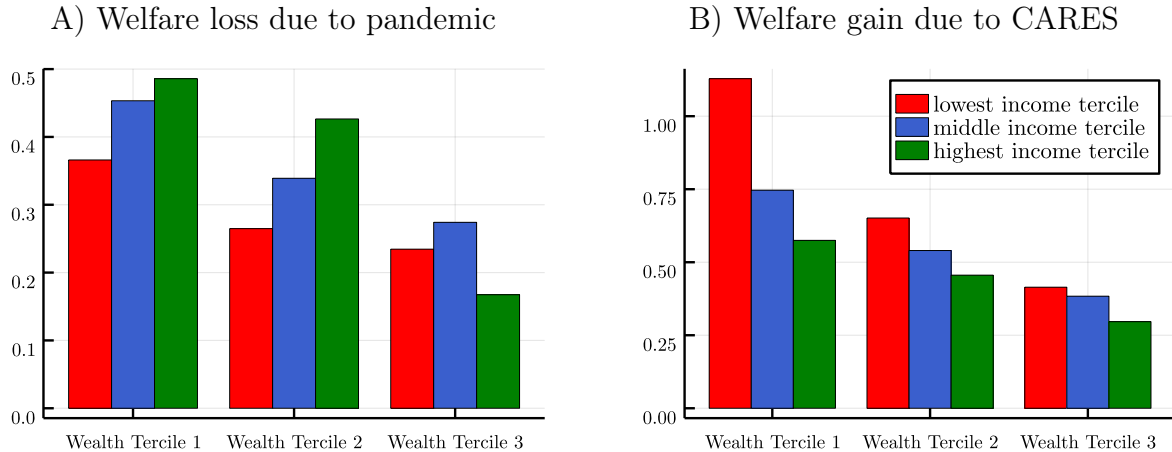 A) Welfare loss due to pandemic
0.5
0.4
0.3
0.2
0.1
0.0
Wealth Tercile 1 Wealth Tercile 2 Wealth Tercile 3
B) Welfare gain due to CARES
lowest income tercile
middle income tercile
highest income tercile
1.00
0.75
0.50
0.25
0.00
Wealth Tercile 1 Wealth Tercile 2 Wealth Tercile 3